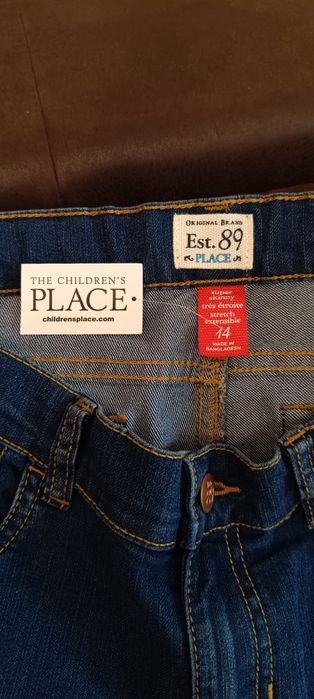 ORIGINAL BRAND
Est. 89
PLACE
THE CHILDREN'S
PLACE
childrensplace.com
super
skinny
très étroite
stretch
extensible
14
MADE IN
BANGLADESH